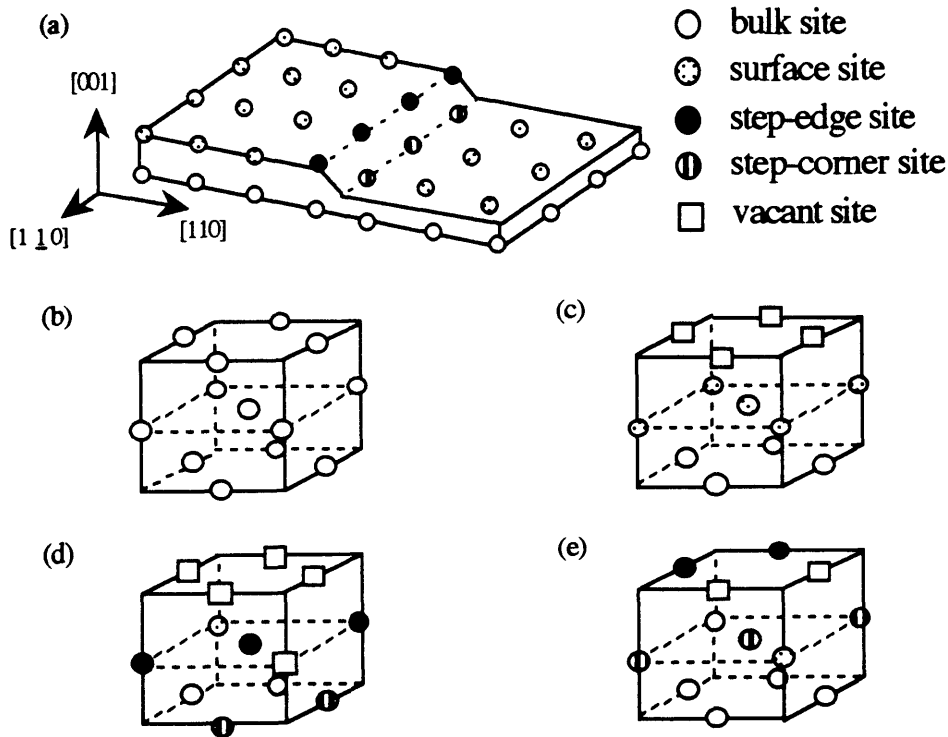 (a)
bulk site
surface site
step-edge site
step-corner site
vacant site
[001]
[1 1 0]
[110]
(b)
(c)
(d)
(e)